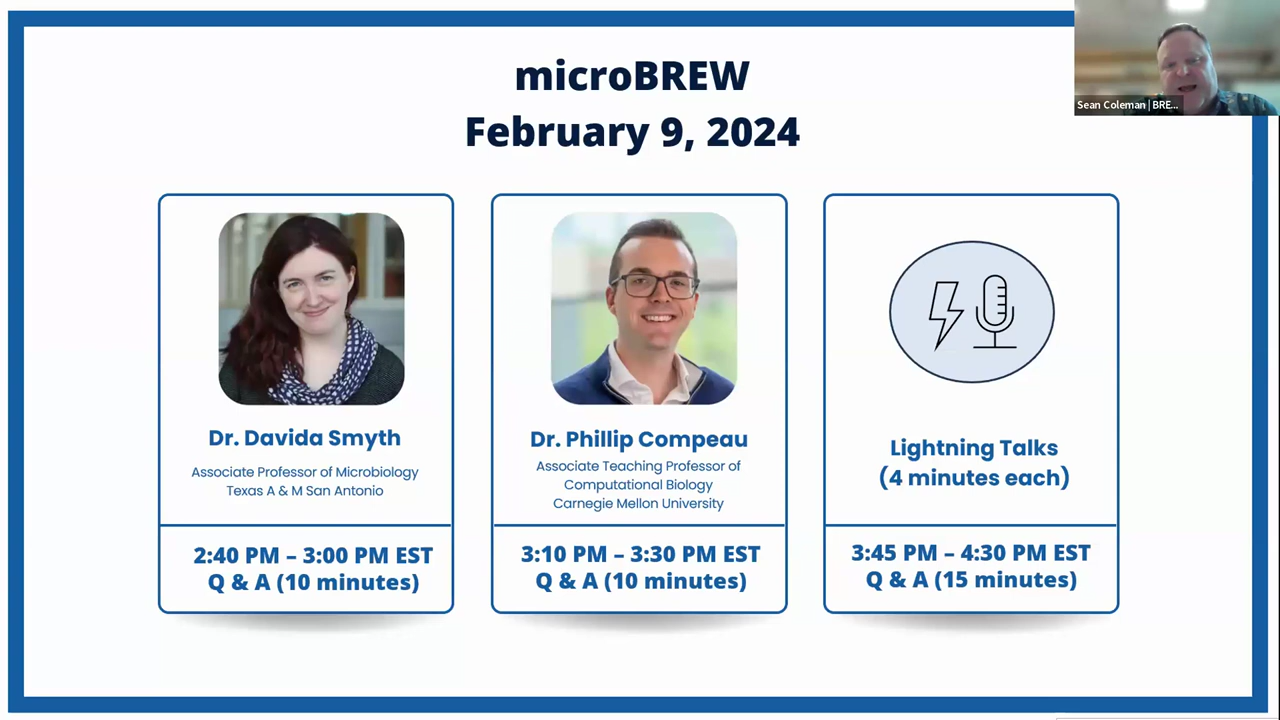 microBREW
February 9, 2024
Sean Coleman | BRE...
Dr. Davida Smyth
Associate Professor of Microbiology
Texas A & M San Antonio
2:40 PM – 3:00 PM EST
Q & A (10 minutes)
Dr. Phillip Compeau
Associate Teaching Professor of
Computational Biology
Carnegie Mellon University
3:10 PM – 3:30 PM EST
Q & A (10 minutes)
Lightning Talks
(4 minutes each)
3:45 PM – 4:30 PM EST
Q & A (15 minutes)